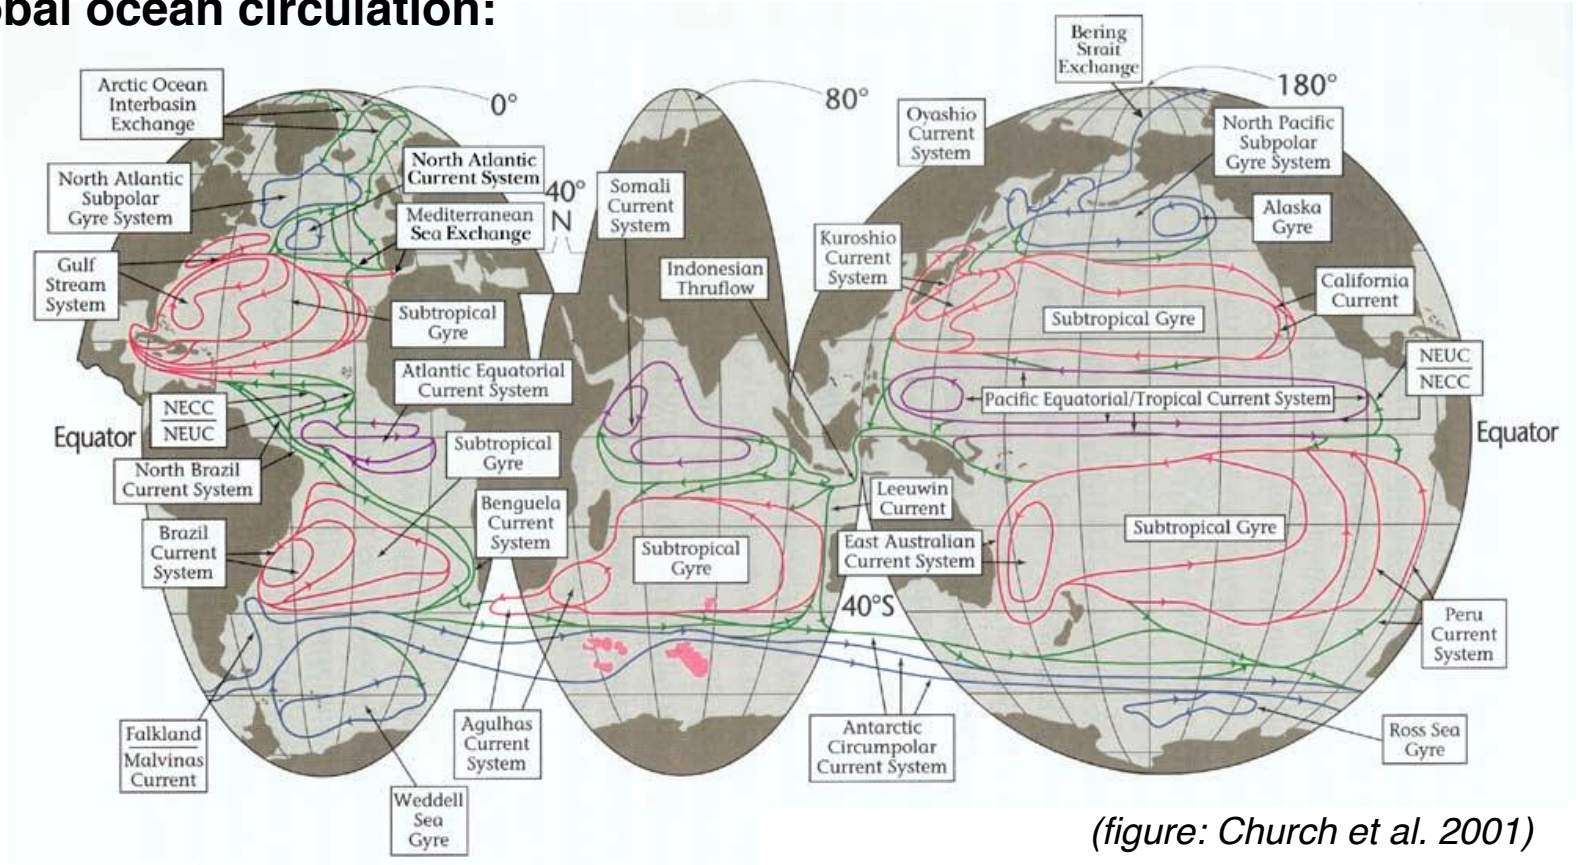 obal ocean circulation:
Bering
Strait
Exchange
Arctic Ocean
Interbasin
Exchange
0°
80°
180°
Oyashio
Current
System
North Pacific
Subpolar
Gyre System
North Atlantic
Current System
North Atlantic
Subpolar
Gyre System
40°
N
Somali
Current
System
Mediterranean
Sea Exchange
Alaska
Gyre
Kuroshio
Current
System
Gulf
Stream
System
Indonesian
Thruflow
California
Current
Subtropical
Gyre
Subtropical Gyre
NEUC
NECC
Atlantic Equatorial
Current System
Pacific Equatorial/Tropical Current System
NECC
NEUC
Equator
Equator
Subtropical
Gyre
North Brazil
Current System
Leeuwin
Current
Benguela
Current
System
Brazil
Current
System
Subtropical
Gyre
East Australian
Current System
Subtropical Gyre
40°S
Peru
Current
System
Falkland
Malvinas
Current
Agulhas
Current
System
Antarctic
Circumpolar
Current System
Ross Sea
Gyre
Weddell
Sea
Gyre
(figure: Church et al. 2001)